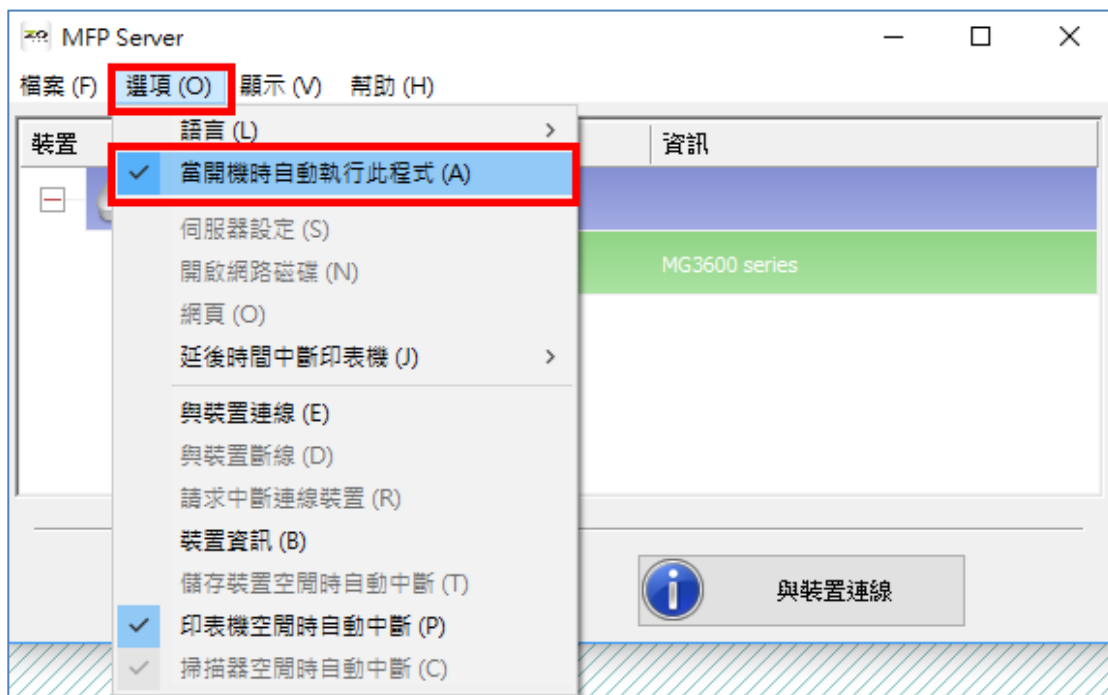 MFP Server
檔案 (F) 選項 (O) 顯示 (V) 幫助 (H)
裝置 資訊
語言 (L)
當開機時自動執行此程式 (A)
伺服器設定 (S)
開啟網路磁碟 (N)
MG3600 series
網頁 (O)
延後時間中斷印表機 (J)
與裝置連線 (E)
與裝置斷線 (D)
請求中斷連線裝置 (R)
裝置資訊 (B)
儲存裝置空閒時自動中斷 (T)
印表機空閒時自動中斷 (P)
掃描器空閒時自動中斷 (C)
與裝置連線